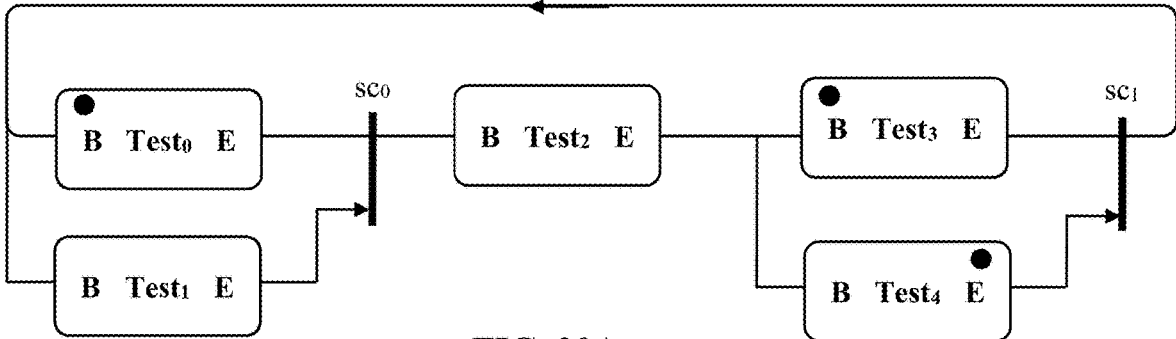 sc₀
sc₁
B Test₀ E
B Test₂ E
B Test₃ E
B Test₁ E
B Test₄ E